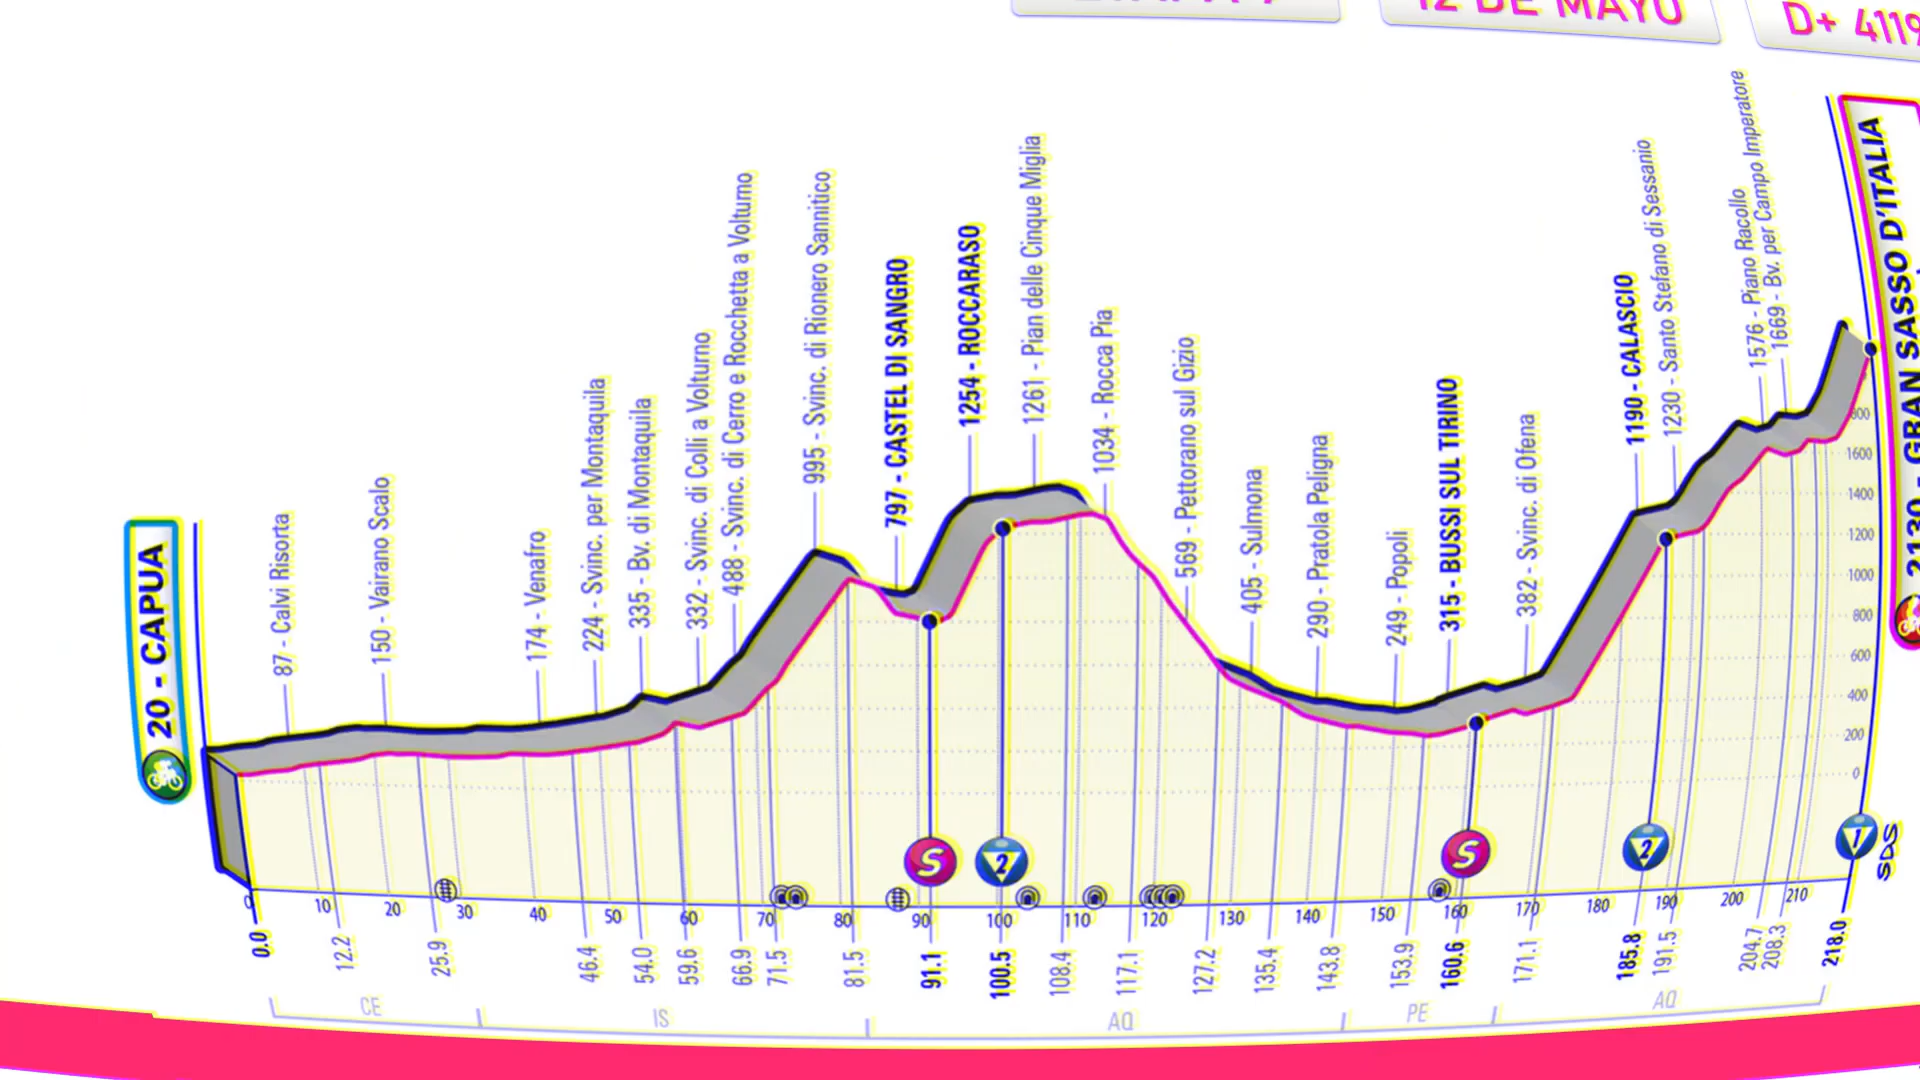 12 DE MAYO
D+ 4119
20 - CAPUA
87 - Calvi Risorta
150 - Vairano Scalo
174 - Venafro
224 - Svinc. per Montaquila
335 - Bv. di Montaquila
332 - Svinc. di Colli a Volturno
488 - Svinc. di Cerro e Rocchetta a Volturno
995 - Svinc. di Rionero Sannitico
797 - CASTEL DI SANGRO
1254 - ROCCARASO
1261 - Pian delle Cinque Miglia
1034 - Rocca Pia
569 - Pettorano sul Gizio
405 - Sulmona
290 - Pratola Peligna
249 - Popoli
315 - BUSSI SUL TIRINO
382 - Svinc. di Ofena
1190 - CALASCIO
1230 - Santo Stefano di Sessanio
1576 - Piano Racollo
1669 - Bv. per Campo Imperatore
2130 - GRAN SASSO D'ITALIA
1600
1400
1200
1000
800
600
400
200
0
S
2
S
2
1
SDS
0
10
20
30
40
50
60
70
80
90
100
110
120
130
140
150
160
170
180
190
200
210
0.0
12.2
25.9
46.4
54.0
59.6
66.9
71.5
81.5
91.1
100.5
108.4
117.1
127.2
135.4
143.8
153.9
160.6
171.1
185.8
191.5
204.7
208.3
218.0
CE
IS
AQ
PE
AQ